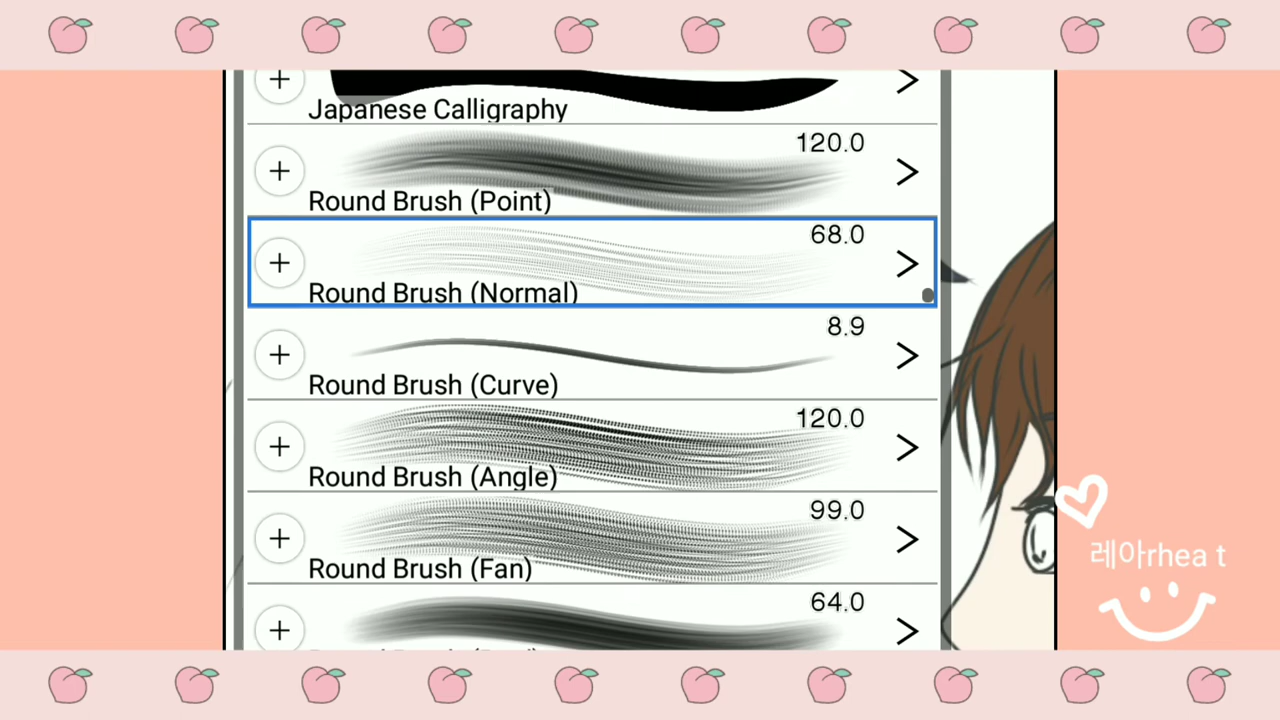 Japanese Calligraphy
120.0
Round Brush (Point)
68.0
Round Brush (Normal)
8.9
Round Brush (Curve)
120.0
Round Brush (Angle)
99.0
Round Brush (Fan)
64.0
레아rhea t